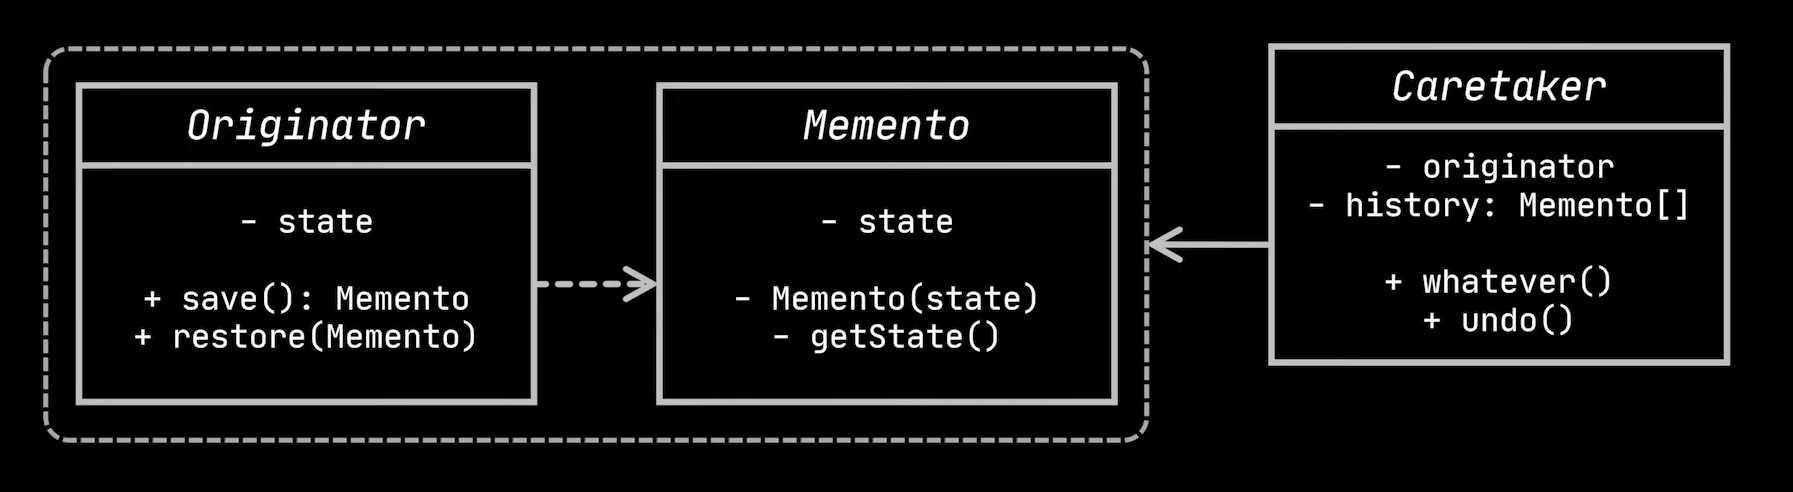 Originator
- state
+ save(): Memento
+ restore(Memento)
Memento
- state
- Memento(state)
- getState()
Caretaker
- originator
- history: Memento[]
+ whatever()
+ undo()